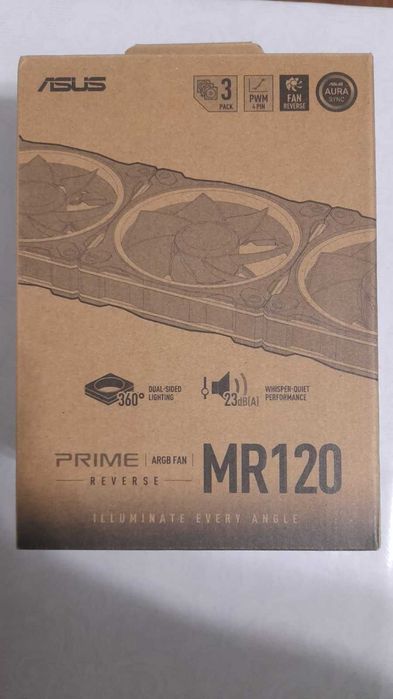 ASUS
3
PACK
PWM
4 PIN
FAN
REVERSE
ASUS
AURA
SYNC
360°
DUAL-SIDED
LIGHTING
23dB(A)
WHISPER-QUIET
PERFORMANCE
PRIME | ARGB FAN | MR120
REVERSE
ILLUMINATE EVERY ANGLE